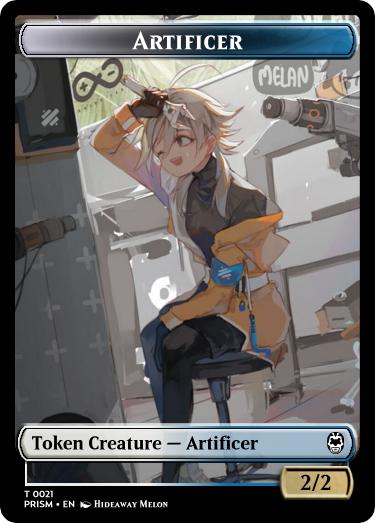 ARTIFICER
MELAN
Token Creature — Artificer
2/2
T 0021
PRISM • EN Hideaway Melon